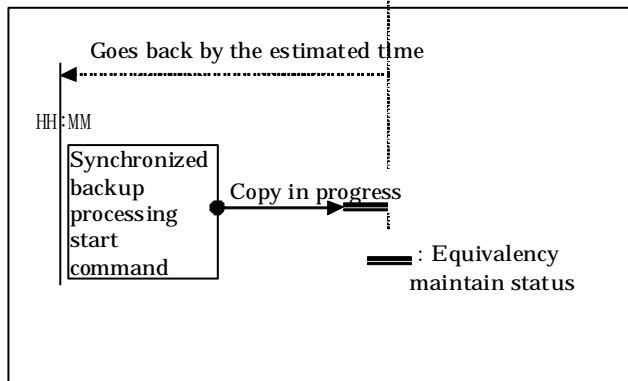 Goes back by the estimated time
HH:MM
Synchronized
backup
processing
start
command
Copy in progress
: Equivalency
maintain status